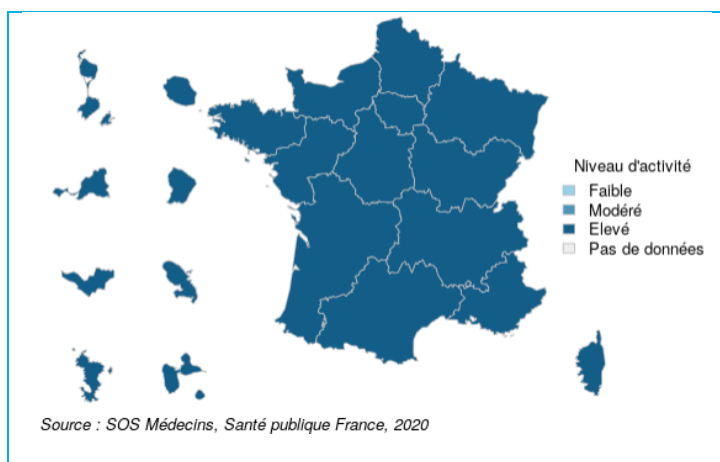 Niveau d'activité
Faible
Modéré
Elevé
Pas de données
Source : SOS Médecins, Santé publique France, 2020